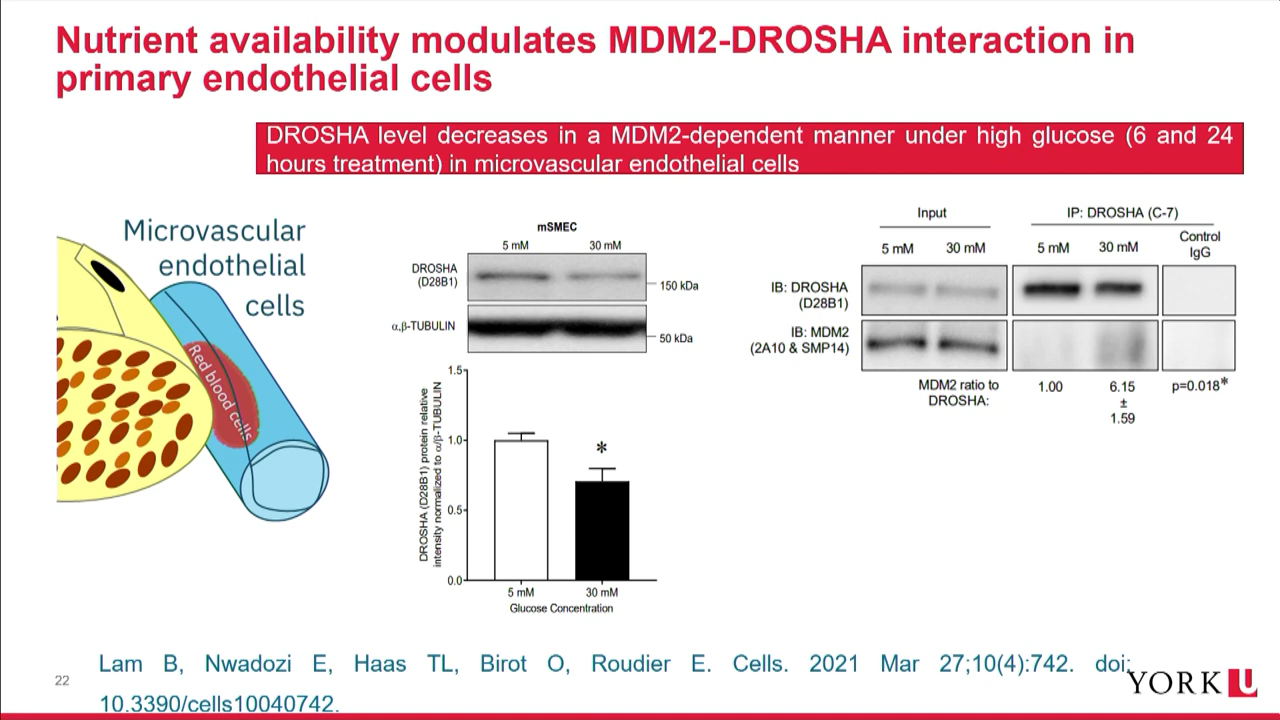 Nutrient availability modulates MDM2-DROSHA interaction in
primary endothelial cells
DROSHA level decreases in a MDM2-dependent manner under high glucose (6 and 24
hours treatment) in microvascular endothelial cells
Microvascular
endothelial
cells
Red blood cells
mSMEC
5 mM 30 mM
DROSHA
(D28B1)
150 kDa
α,β-TUBULIN
50 kDa
DROSHA (D28B1) protein relative
intensity normalized to α/β-TUBULIN
1.5
1.0
0.5
0.0
*
5 mM 30 mM
Glucose Concentration
Input
IP: DROSHA (C-7)
5 mM 30 mM 5 mM 30 mM Control
IgG
IB: DROSHA
(D28B1)
IB: MDM2
(2A10 & SMP14)
MDM2 ratio to
DROSHA:
1.00 6.15
±
1.59
p=0.018*
Lam B, Nwadozi E, Haas TL, Birot O, Roudier E. Cells. 2021 Mar 27;10(4):742. doi:
10.3390/cells10040742.
22
YORK U